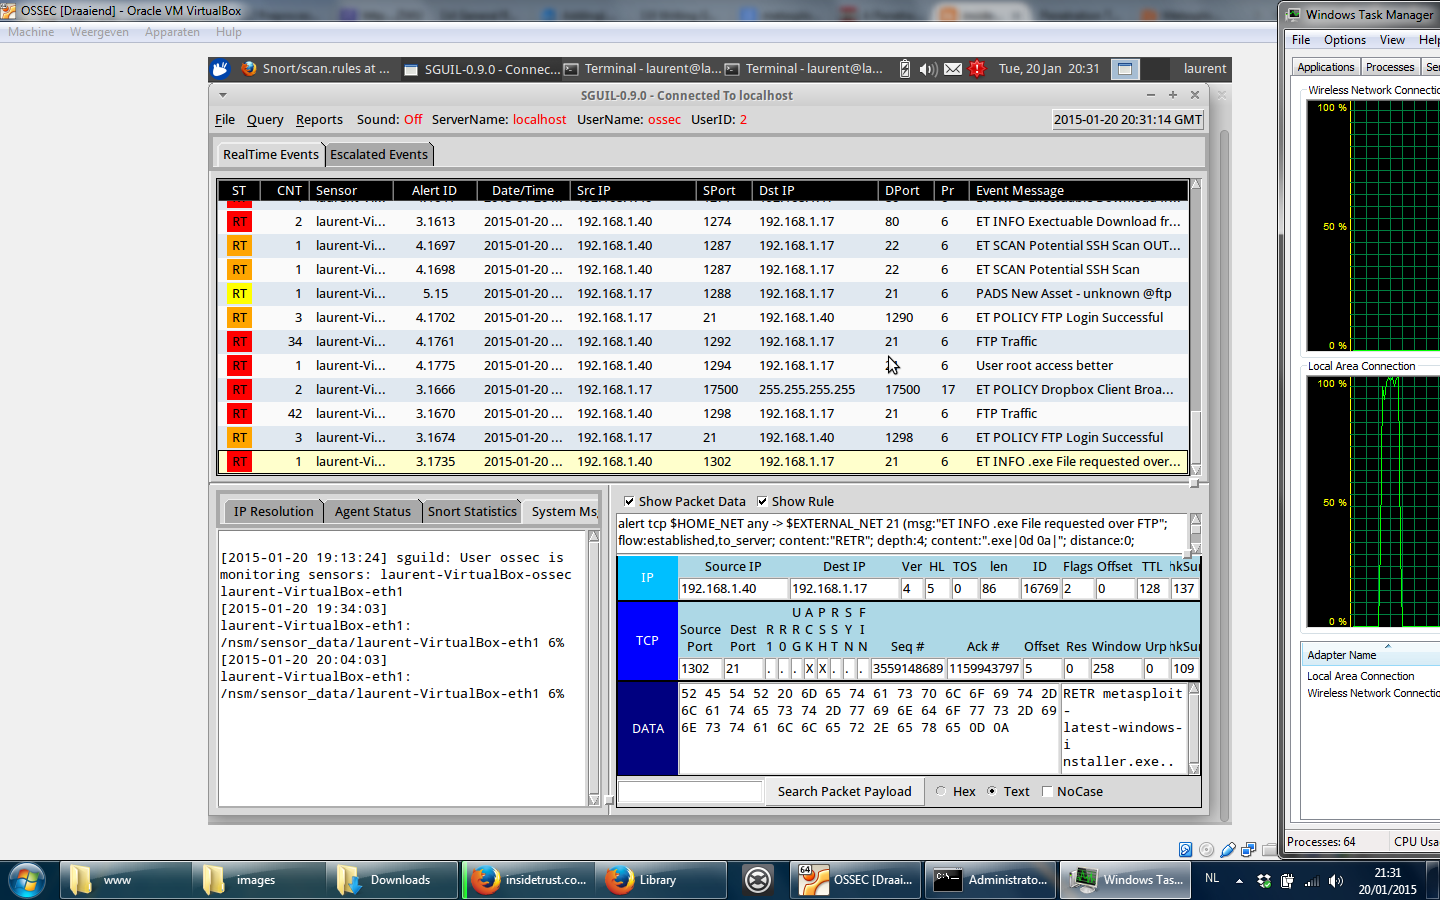 OSSEC [Draaiend] - Oracle VM VirtualBox
Machine Weergeven Apparaten Hulp
Snort/scan.rules at ... SGUIL-0.9.0 - Connec... Terminal - laurent@la... Terminal - laurent@la... Tue, 20 Jan 20:31 laurent
SGUIL-0.9.0 - Connected To localhost
File Query Reports Sound: Off ServerName: localhost UserName: ossec UserID: 2 2015-01-20 20:31:14 GMT
RealTime Events Escalated Events
ST CNT Sensor Alert ID Date/Time Src IP SPort Dst IP DPort Pr Event Message
RT 2 laurent-Vi... 3.1613 2015-01-20 ... 192.168.1.40 1274 192.168.1.17 80 6 ET INFO Exectuable Download fr...
RT 1 laurent-Vi... 4.1697 2015-01-20 ... 192.168.1.40 1287 192.168.1.17 22 6 ET SCAN Potential SSH Scan OUT...
RT 1 laurent-Vi... 4.1698 2015-01-20 ... 192.168.1.40 1287 192.168.1.17 22 6 ET SCAN Potential SSH Scan
RT 1 laurent-Vi... 5.15 2015-01-20 ... 192.168.1.17 1288 192.168.1.17 21 6 PADS New Asset - unknown @ftp
RT 3 laurent-Vi... 4.1702 2015-01-20 ... 192.168.1.17 21 192.168.1.40 1290 6 ET POLICY FTP Login Successful
RT 34 laurent-Vi... 4.1761 2015-01-20 ... 192.168.1.40 1292 192.168.1.17 21 6 FTP Traffic
RT 1 laurent-Vi... 4.1775 2015-01-20 ... 192.168.1.40 1294 192.168.1.17 6 User root access better
RT 2 laurent-Vi... 3.1666 2015-01-20 ... 192.168.1.17 17500 255.255.255.255 17500 17 ET POLICY Dropbox Client Broa...
RT 42 laurent-Vi... 3.1670 2015-01-20 ... 192.168.1.40 1298 192.168.1.17 21 6 FTP Traffic
RT 3 laurent-Vi... 3.1674 2015-01-20 ... 192.168.1.17 21 192.168.1.40 1298 6 ET POLICY FTP Login Successful
RT 1 laurent-Vi... 3.1735 2015-01-20 ... 192.168.1.40 1302 192.168.1.17 21 6 ET INFO .exe File requested over...
IP Resolution Agent Status Snort Statistics System Ms
[2015-01-20 19:13:24] sguild: User ossec is
monitoring sensors: laurent-VirtualBox-ossec
laurent-VirtualBox-eth1
[2015-01-20 19:34:03]
laurent-VirtualBox-eth1:
/nsm/sensor_data/laurent-VirtualBox-eth1 6%
[2015-01-20 20:04:03]
laurent-VirtualBox-eth1:
/nsm/sensor_data/laurent-VirtualBox-eth1 6%
Show Packet Data Show Rule
alert tcp $HOME_NET any -> $EXTERNAL_NET 21 (msg:"ET INFO .exe File requested over FTP";
flow:established,to_server; content:"RETR"; depth:4; content:".exe|0d 0a|"; distance:0;
IP
Source IP Dest IP Ver HL TOS len ID Flags Offset TTL hkSur
192.168.1.40 192.168.1.17 4 5 0 86 16769 2 0 128 137
TCP
U A P R S F
R R R C S S Y I
Source Dest
Port Port 1 0 G K H T N N Seq # Ack # Offset Res Window Urp hkSur
1302 21 . . . X X . . . 3559148689 1159943797 5 0 258 0 109
DATA
52 45 54 52 20 6D 65 74 61 73 70 6C 6F 69 74 2D
6C 61 74 65 73 74 2D 77 69 6E 64 6F 77 73 2D 69
6E 73 74 61 6C 6C 65 72 2E 65 78 65 0D 0A
RETR metasploit
-
latest-windows-
i
nstaller.exe..
Search Packet Payload Hex Text NoCase
Windows Task Manager
File Options View Help
Applications Processes Se
Wireless Network Connectio
100 %
50 %
0 %
Local Area Connection
100 %
50 %
0 %
Adapter Name
Local Area Connection
Wireless Network Connectio
Processes: 64 CPU Usa
www images Downloads insidetrust.co... Library 64 OSSEC [Draai... Administrato... Windows Tas... NL 21:31
20/01/2015